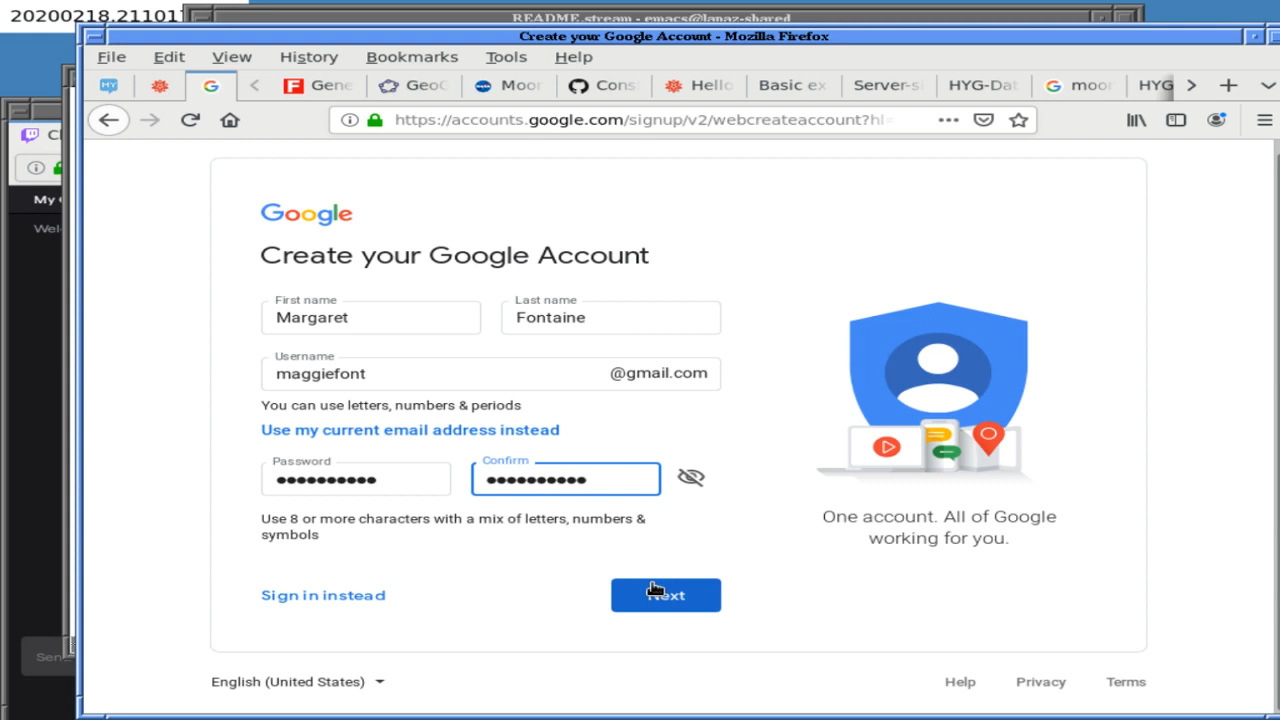 20200218.21101
README.stream - emacs@lapaz-shared
Create your Google Account - Mozilla Firefox
File Edit View History Bookmarks Tools Help
Gene Geo Moo Cons Hello Basic ex Server-s HYG-Dat moo HYG
https://accounts.google.com/signup/v2/webcreateaccount?hl=
My
Wel
Google
Create your Google Account
First name
Margaret
Last name
Fontaine
Username
maggiefont
@gmail.com
You can use letters, numbers & periods
Use my current email address instead
Password
••••••••••
Confirm
••••••••••
Use 8 or more characters with a mix of letters, numbers &
symbols
One account. All of Google
working for you.
Sign in instead
Next
Sen
English (United States)
Help
Privacy
Terms